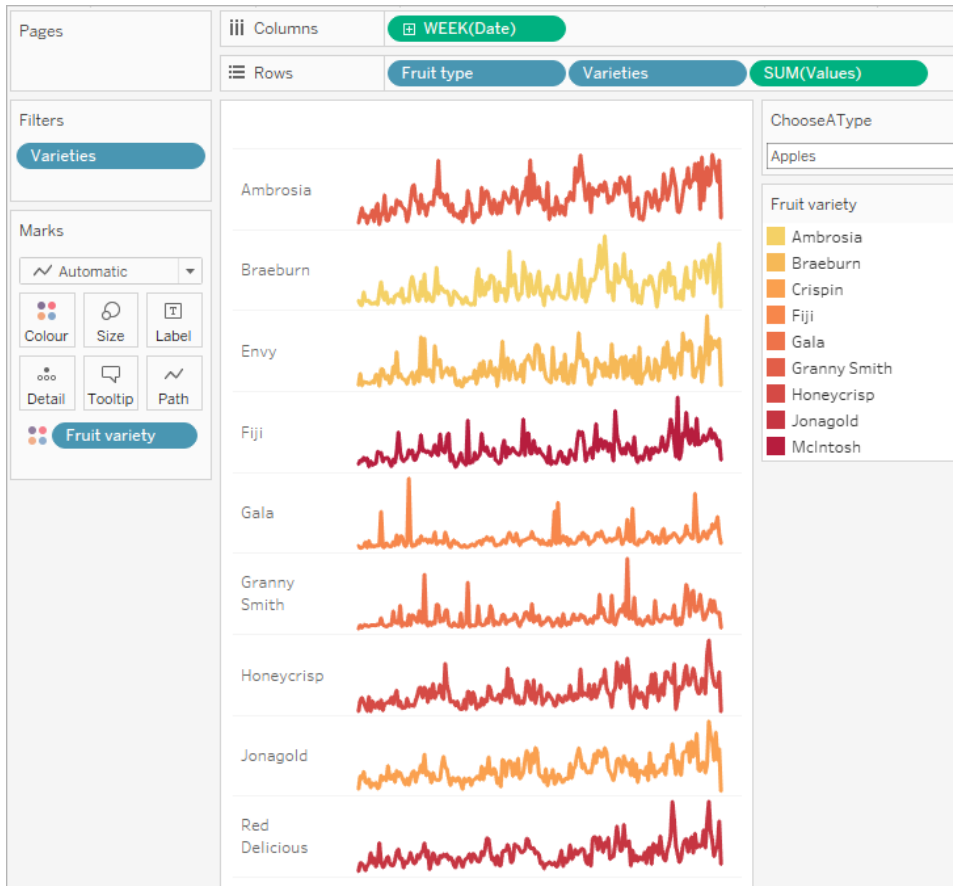 Pages
Columns
WEEK(Date)
Rows
Fruit type
Varieties
SUM(Values)
Filters
Varieties
Marks
Automatic
Colour
Size
T
Label
Detail
Tooltip
Path
Fruit variety
Ambrosia
Braeburn
Envy
Fiji
Gala
Granny
Smith
Honeycrisp
Jonagold
Red
Delicious
ChooseAType
Apples
Fruit variety
Ambrosia
Braeburn
Crispin
Fiji
Gala
Granny Smith
Honeycrisp
Jonagold
McIntosh